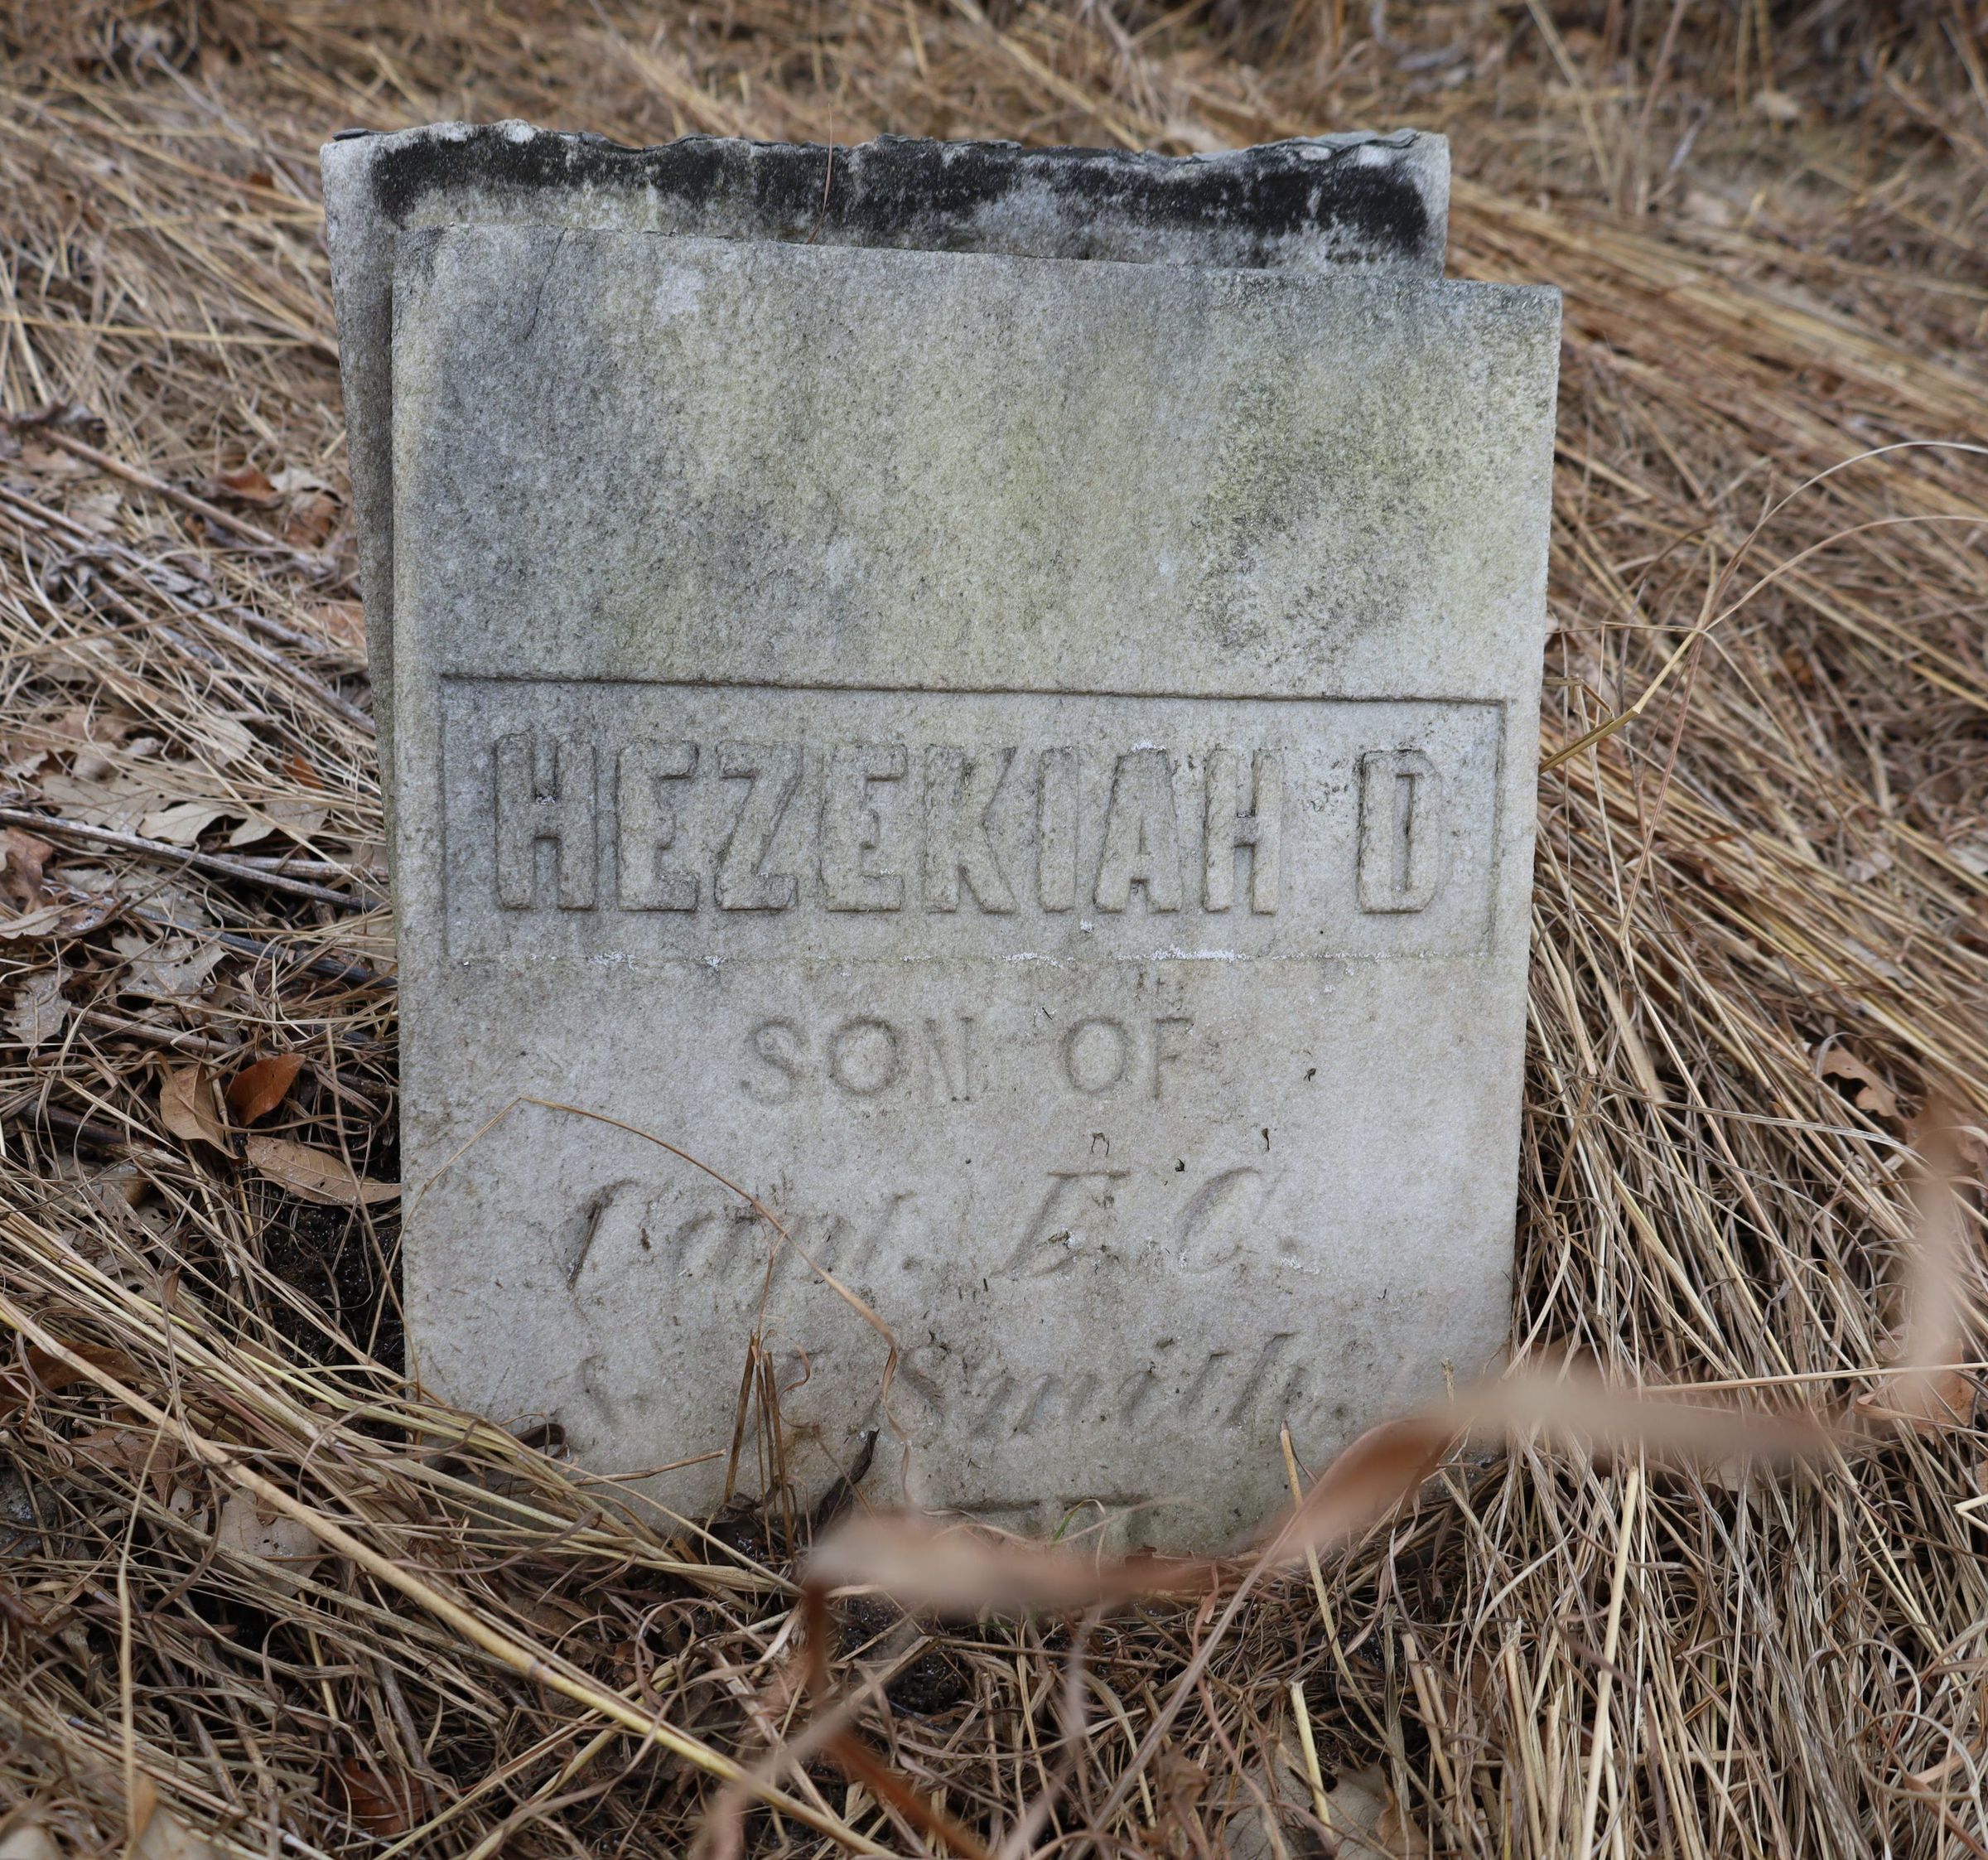 HEZEKIAH D
SON OF
Capt. E. C.
Smith